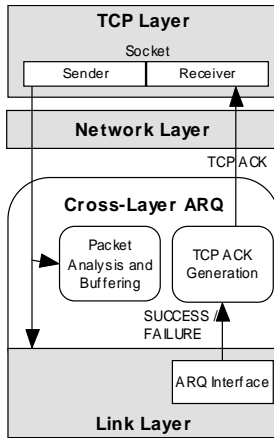 TCP Layer
Socket
Sender
Receiver
Network Layer
TCP ACK
Cross-Layer ARQ
Packet
Analysis and
Buffering
TCP ACK
Generation
SUCCESS /
FAILURE
ARQ Interface
Link Layer